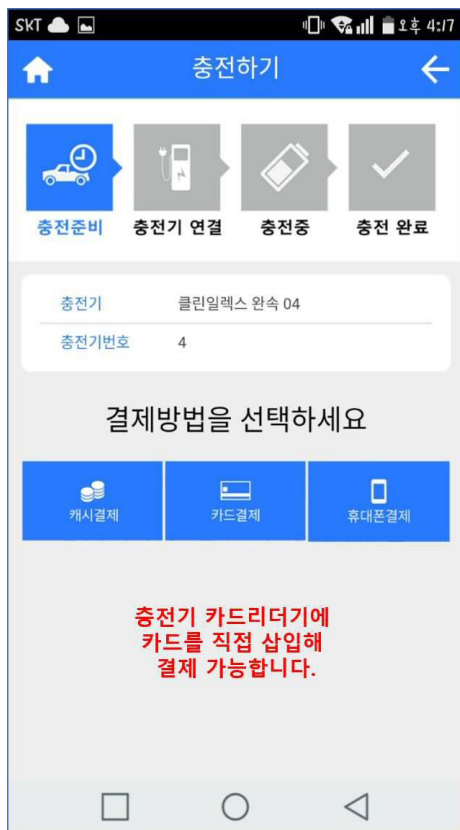 SKT 오후 4:17
충전하기
충전준비 충전기 연결 충전중 충전 완료
충전기 클린일렉스 완속 04
충전기번호 4
결제방법을 선택하세요
캐시결제 카드결제 휴대폰결제
충전기 카드리더기에
카드를 직접 삽입해
결제 가능합니다.